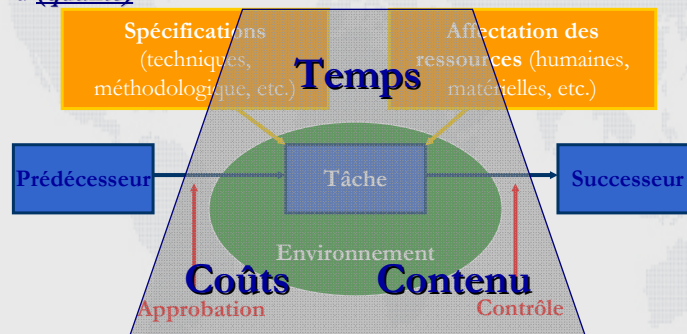 (qualité)
Spécifications
(techniques,
méthodologique, etc.)
Affectation des
ressources (humaines,
matérielles, etc.)
Temps
Prédécesseur
Tâche
Successeur
Environnement
Coûts
Contenu
Approbation
Contrôle